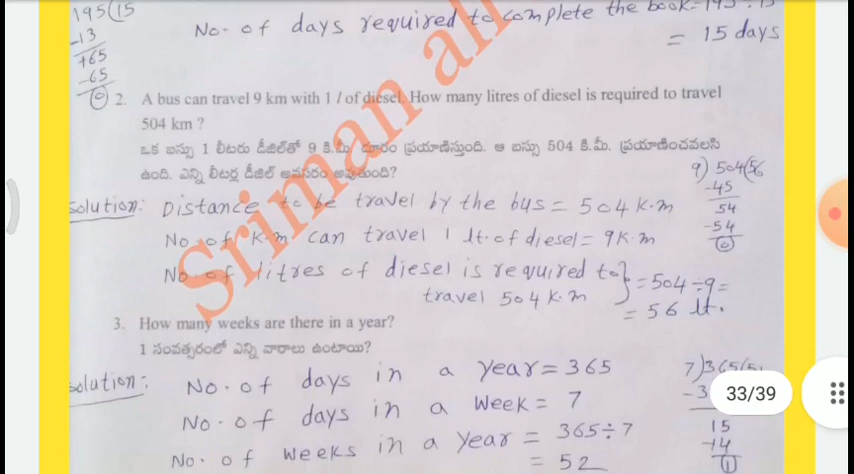 195(15
-13
+65
-65
0
No. of days required to complete the book=195÷13
= 15 days
2. A bus can travel 9 km with 1 l of diesel. How many litres of diesel is required to travel
504 km ?
ఒక బస్సు 1 లీటరు డీజిల్‌తో 9 కి.మీ దూరం ప్రయాణిస్తుంది. ఆ బస్సు 504 కి.మీ. ప్రయాణించవలసి
ఉంది. ఎన్ని లీటర్ల డీజిల్ అవసరం అవుతుంది?
9) 504(56
-45
54
-54
0
Solution: Distance to be travel by the bus = 504 k.m
No. of k.m can travel 1 lt. of diesel = 9k.m
No of litres of diesel is required to} = 504 ÷9 =
travel 504 k.m = 56 lt.
3. How many weeks are there in a year?
1 సంవత్సరంలో ఎన్ని వారాలు ఉంటాయి?
Solution: No. of days in a year = 365
No. of days in a week = 7
No. of weeks in a year = 365÷7
= 52
7)365(5
-3
15
-14
1
33/39
Sriman